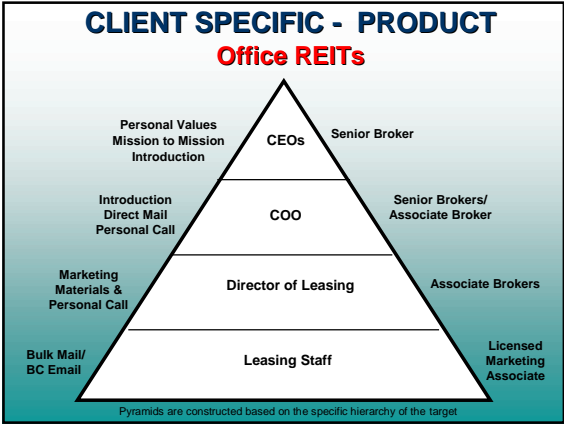 CLIENT SPECIFIC - PRODUCT
Office REITs
Personal Values
Mission to Mission
Introduction
CEOs
Senior Broker
Introduction
Direct Mail
Personal Call
COO
Senior Brokers/
Associate Broker
Marketing
Materials &
Personal Call
Director of Leasing
Associate Brokers
Bulk Mail/
BC Email
Leasing Staff
Licensed
Marketing
Associate
Pyramids are constructed based on the specific hierarchy of the target